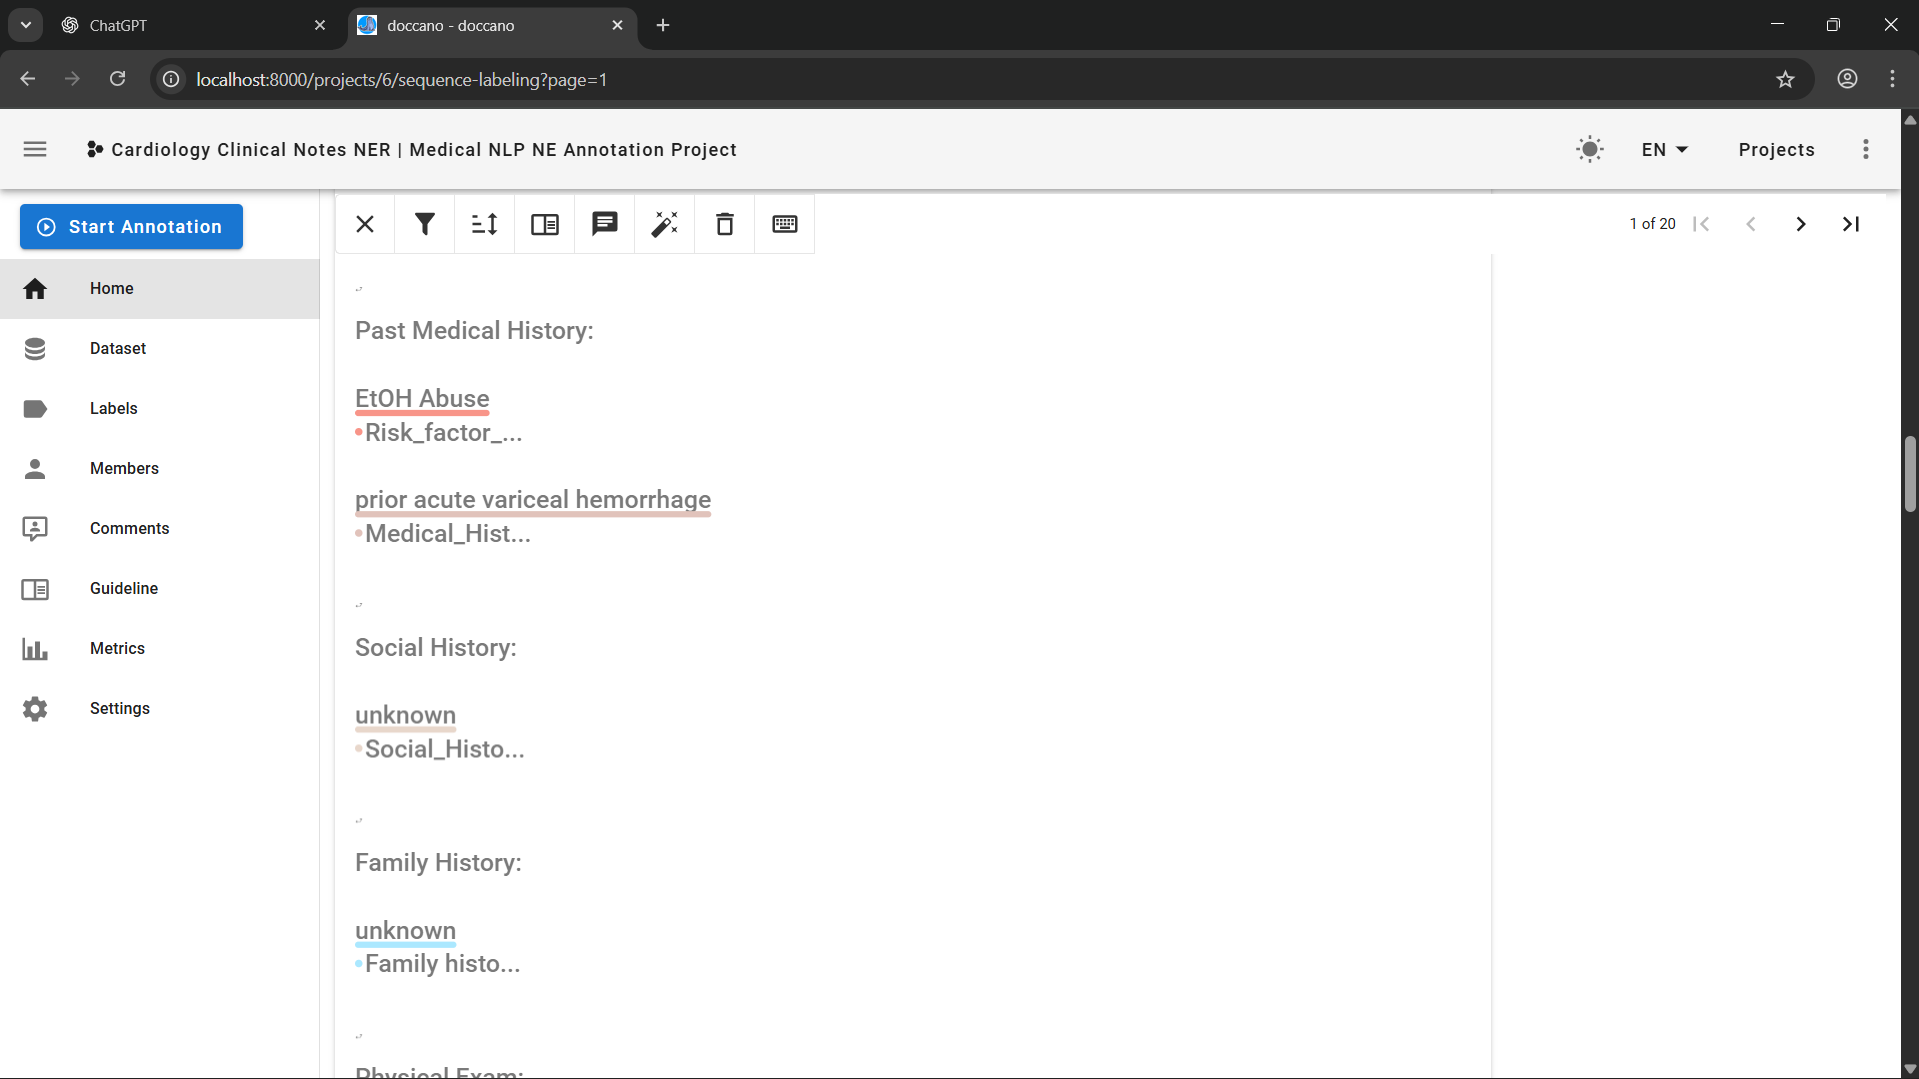 ChatGPT
doccano - doccano
localhost:8000/projects/6/sequence-labeling?page=1
Cardiology Clinical Notes NER | Medical NLP NE Annotation Project
EN
Projects
Start Annotation
1 of 20
Home
Dataset
Labels
Members
Comments
Guideline
Metrics
Settings
Past Medical History:
EtOH Abuse
•Risk_factor_...
prior acute variceal hemorrhage
•Medical_Hist...
Social History:
unknown
•Social_Histo...
Family History:
unknown
•Family histo...
Physical Exam: